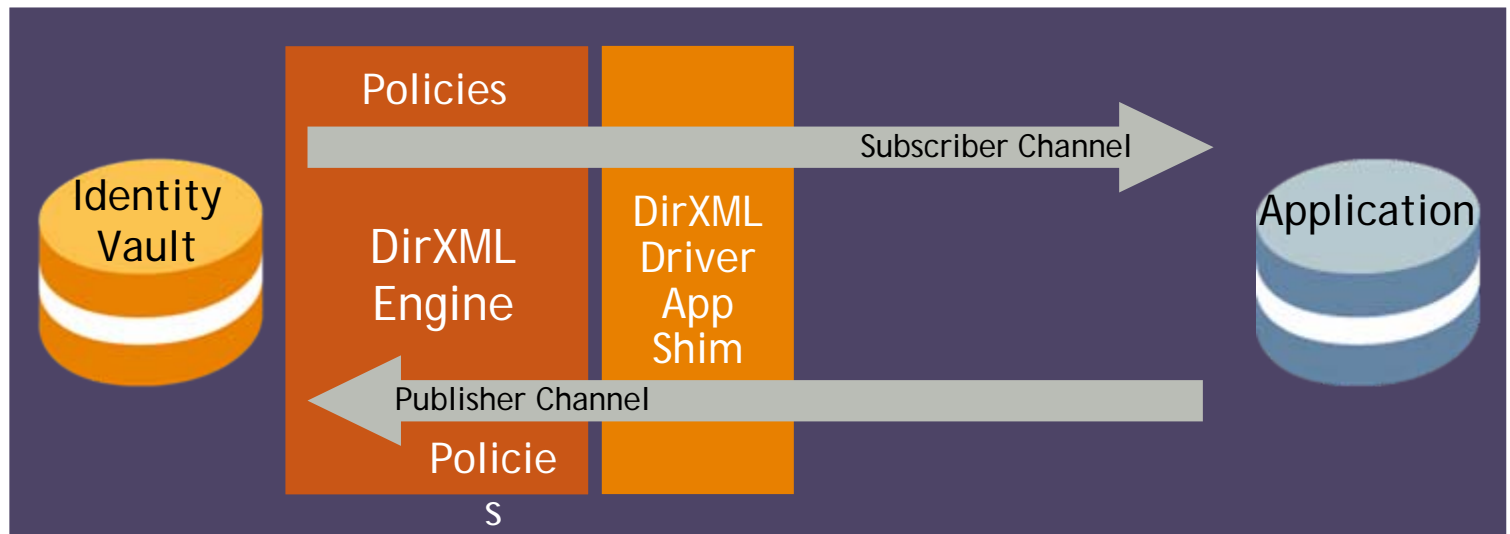 Policies
Subscriber Channel
Identity
Vault
DirXML
Engine
DirXML
Driver
App
Shim
Application
Publisher Channel
Policie
s